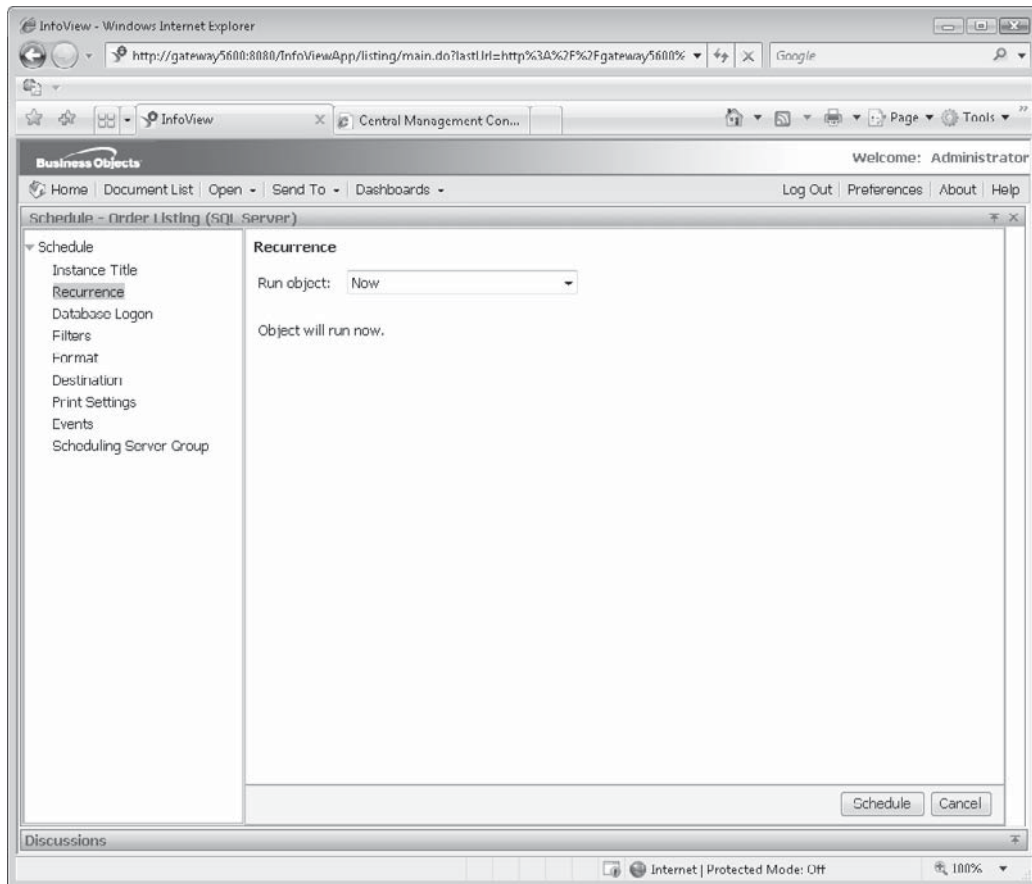 InfoView - Windows Internet Explorer
http://gateway5600:8080/InfoViewApp/listing/main.do?lastUrl=http%3A%2F%2Fgateway5600%
Google
InfoView
Central Management Con...
Page
Tools
Business Objects
Welcome: Administrator
Home | Document List | Open | Send To | Dashboards
Log Out | Preferences | About | Help
Schedule - Order Listing (SQL Server)
Schedule
Instance Title
Recurrence
Database Logon
Filters
Format
Destination
Print Settings
Events
Scheduling Server Group
Recurrence
Run object: Now
Object will run now.
Schedule
Cancel
Discussions
Internet | Protected Mode: Off
100%